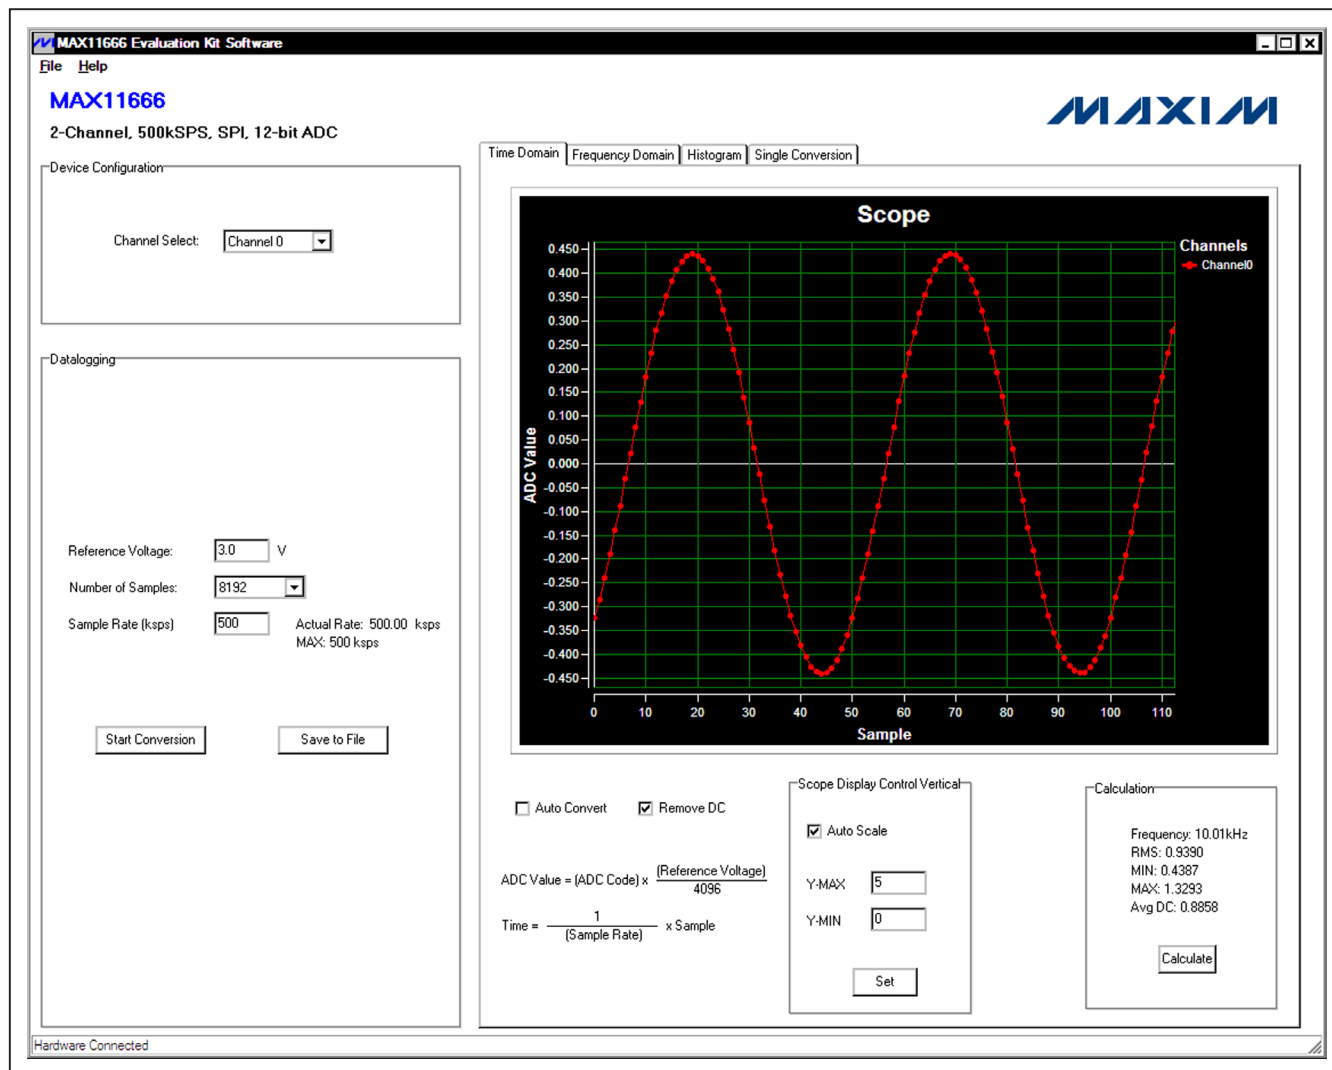 MAX11666 Evaluation Kit Software
File Help
MAX11666
2-Channel, 500kSPS, SPI, 12-bit ADC
MAXIM
Device Configuration
Channel Select: Channel 0
Datalogging
Reference Voltage: 3.0 V
Number of Samples: 8192
Sample Rate (ksps) 500 Actual Rate: 500.00 ksps
MAX: 500 ksps
Start Conversion Save to File
Time Domain Frequency Domain Histogram Single Conversion
Scope
Channels
Channel0
ADC Value
0.450
0.400
0.350
0.300
0.250
0.200
0.150
0.100
0.050
0.000
-0.050
-0.100
-0.150
-0.200
-0.250
-0.300
-0.350
-0.400
-0.450
0 10 20 30 40 50 60 70 80 90 100 110
Sample
Auto Convert Remove DC
ADC Value = (ADC Code) x (Reference Voltage)
4096
Time = 1
(Sample Rate) x Sample
Scope Display Control Vertical
Auto Scale
Y-MAX 5
Y-MIN 0
Set
Calculation
Frequency: 10.01kHz
RMS: 0.9390
MIN: 0.4387
MAX: 1.3293
Avg DC: 0.8858
Calculate
Hardware Connected